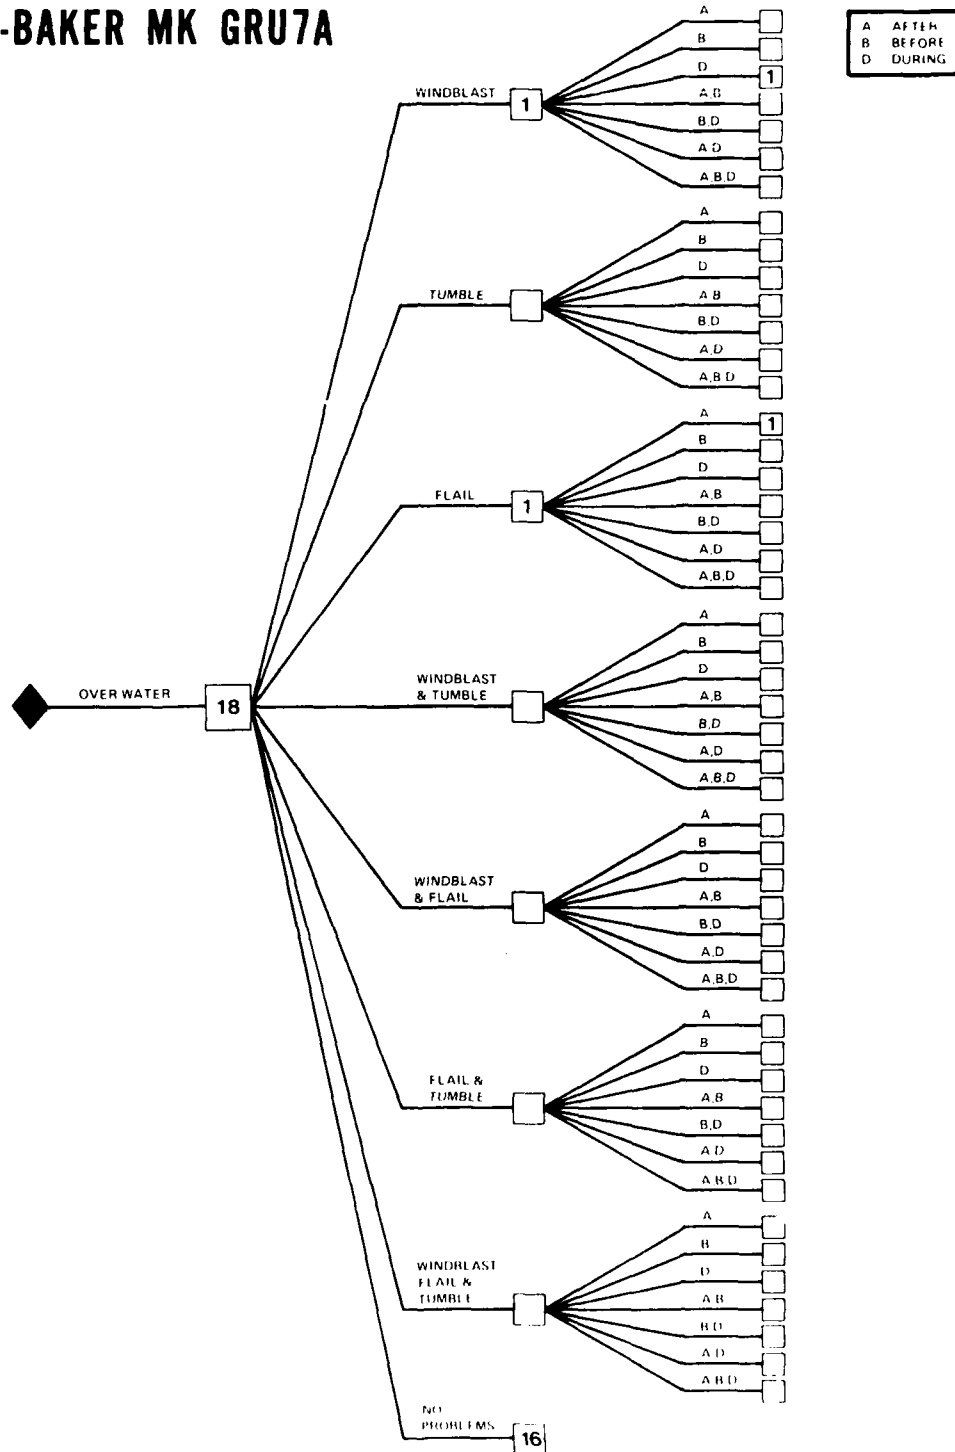 -BAKER MK GRU7A
A AFTER
B BEFORE
D DURING
OVER WATER
18
WINDBLAST
1
A
B
D
1
A,B
B,D
A,D
A,B,D
TUMBLE
A
B
D
A,B
B,D
A,D
A,B,D
FLAIL
1
A
1
B
D
A,B
B,D
A,D
A,B,D
WINDBLAST
& TUMBLE
A
B
D
A,B
B,D
A,D
A,B,D
WINDBLAST
& FLAIL
A
B
D
A,B
B,D
A,D
A,B,D
FLAIL &
TUMBLE
A
B
D
A,B
B,D
A,D
A,B,D
WINDBLAST
FLAIL &
TUMBLE
A
B
D
A,B
B,D
A,D
A,B,D
NO
PROBLEMS
16